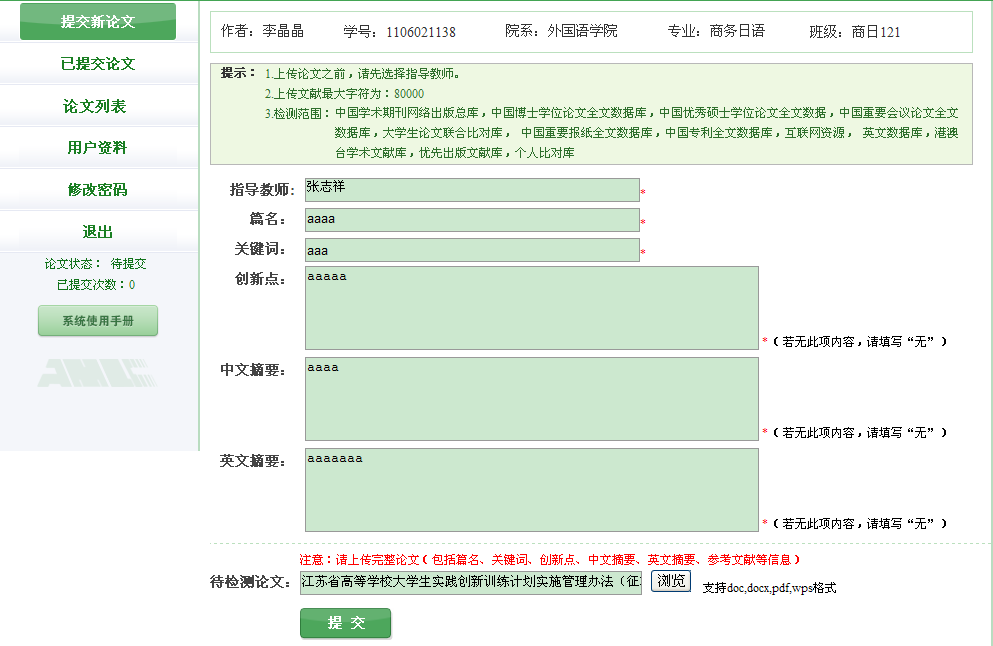 提交新论文
已提交论文
论文列表
用户资料
修改密码
退出
论文状态： 待提交
已提交次数：0
系统使用手册
AMLC
作者：李晶晶 学号：1106021138 院系：外国语学院 专业：商务日语 班级：商日121
提示： 1.上传论文之前，请先选择指导教师。
2.上传文献最大字符为：80000
3.检测范围：中国学术期刊网络出版总库，中国博士学位论文全文数据库，中国优秀硕士学位论文全文数据，中国重要会议论文全文
数据库，大学生论文联合比对库， 中国重要报纸全文数据库，中国专利全文数据库，互联网资源， 英文数据库，港澳
台学术文献库，优先出版文献库，个人比对库
指导教师: 张志祥 *
篇名： aaaa *
关键词： aaa *
创新点： aaaaa
*（若无此项内容，请填写“无”）
中文摘要： aaaa
*（若无此项内容，请填写“无”）
英文摘要： aaaaaaa
*（若无此项内容，请填写“无”）
注意：请上传完整论文（包括篇名、关键词、创新点、中文摘要、英文摘要、参考文献等信息）
待检测论文： 江苏省高等学校大学生实践创新训练计划实施管理办法（征 浏览 支持doc,docx,pdf,wps格式
提 交